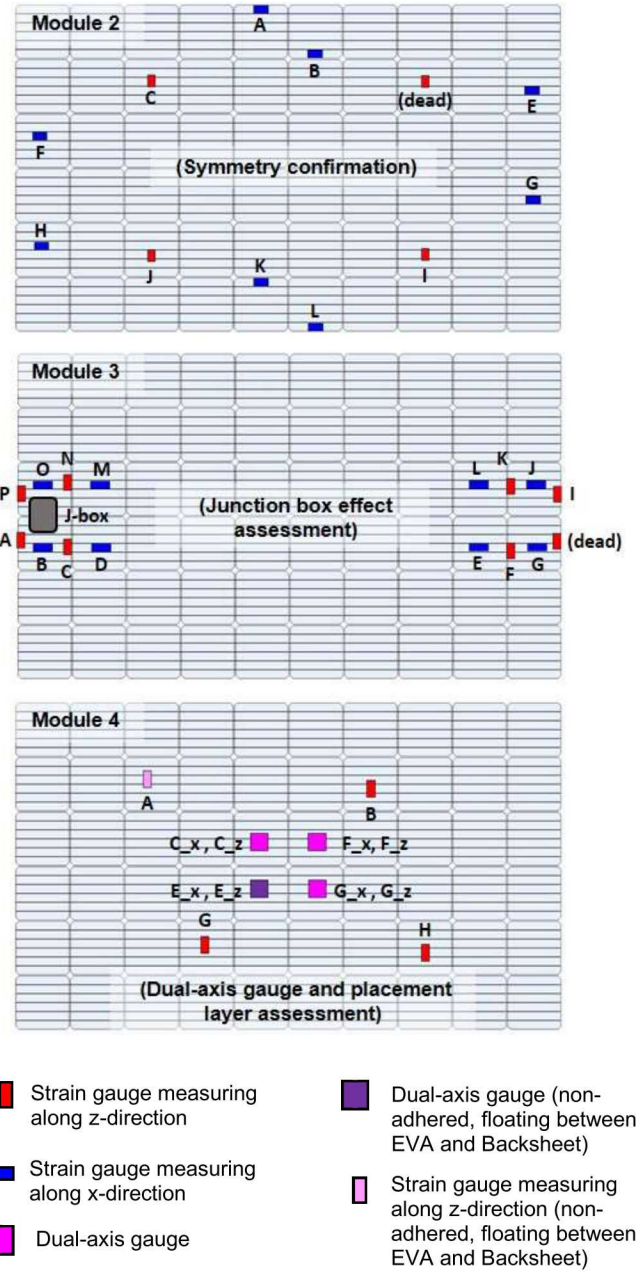 Module 2
A
B
C
(dead)
E
F
(Symmetry confirmation)
G
H
J
K
I
L
Module 3
O N M
L K J
P
I
J-box
(Junction box effect
assessment)
A
(dead)
B C D
E F G
Module 4
A
B
C_x , C_z
F_x, F_z
E_x , E_z
G_x , G_z
G
H
(Dual-axis gauge and placement
layer assessment)
Strain gauge measuring
along z-direction
Strain gauge measuring
along x-direction
Dual-axis gauge
Dual-axis gauge (non-
adhered, floating between
EVA and Backsheet)
Strain gauge measuring
along z-direction (non-
adhered, floating between
EVA and Backsheet)